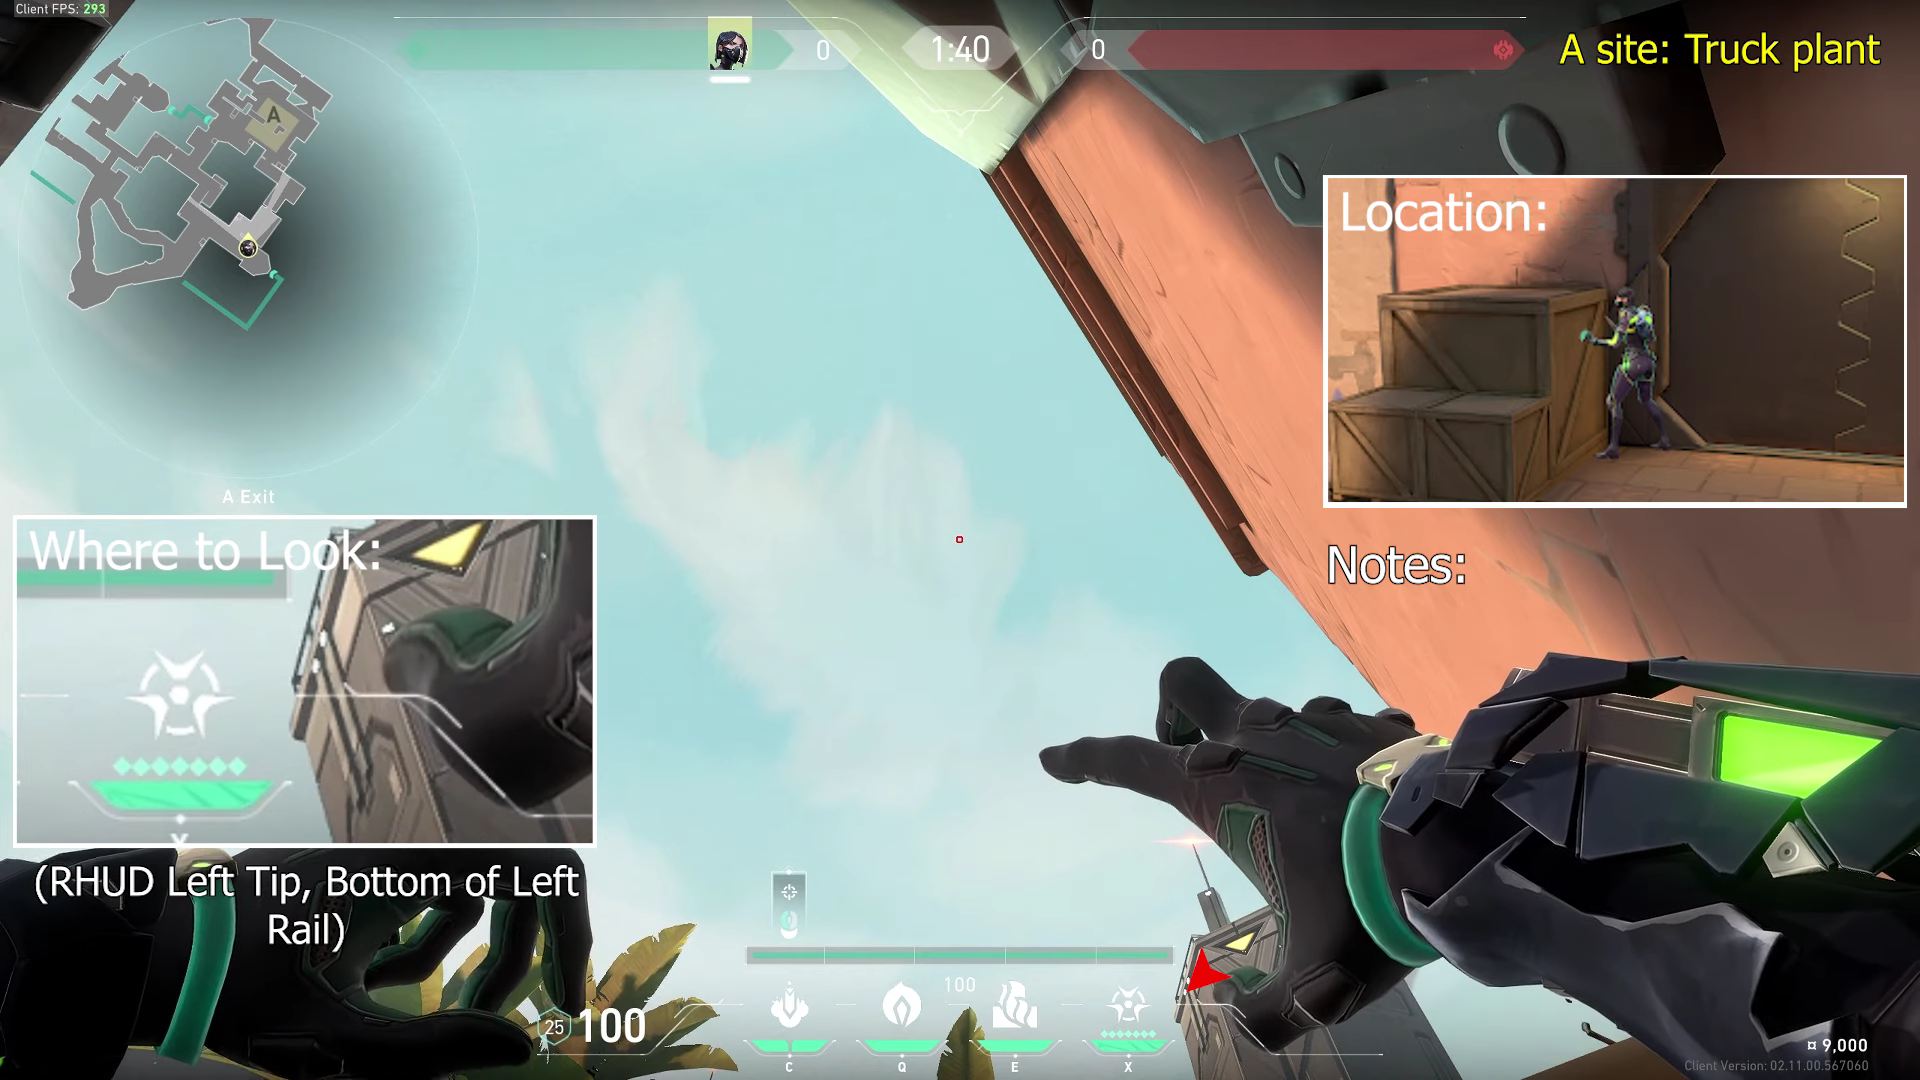 Client FPS: 293
0
1:40
0
A site: Truck plant
A
Location:
A Exit
Where to Look:
Notes:
(RHUD Left Tip, Bottom of Left
Rail)
100
25
100
C
Q
E
X
¤ 9,000
Client Version: 02.11.00.567060